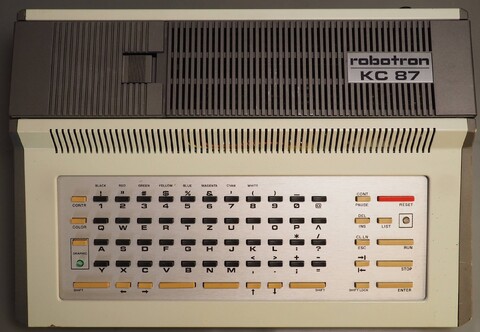 robotron
KC 87
BLACK RED GREEN YELLOW BLUE MAGENTA CYAN WHITE
! " # $ % & ' ( ) _
CONTR 1 2 3 4 5 6 7 8 9 0 @ CONT PAUSE RESET
COLOR Q W E R T Z U I O P ^ DEL INS LIST
* /
GRAPHIC A S D F G H J K L : CL LN ESC RUN
< > + -
Y X C V B N M , . ; = STOP
SHIFT ← → ↓ ↑ SHIFT SHIFT LOCK ENTER